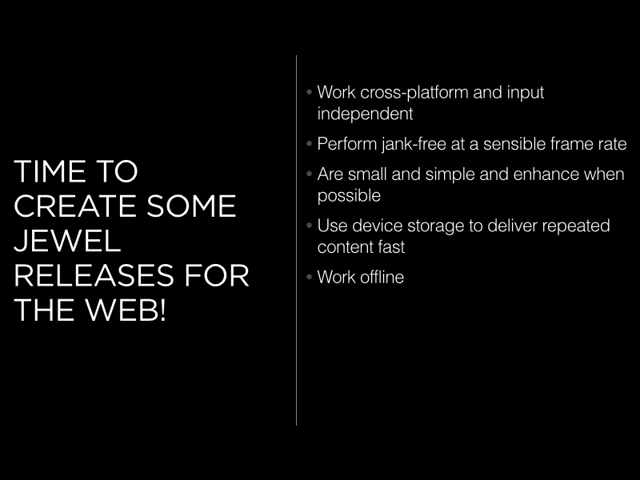 TIME TO
CREATE SOME
JEWEL
RELEASES FOR
THE WEB!
• Work cross-platform and input
independent
• Perform jank-free at a sensible frame rate
• Are small and simple and enhance when
possible
• Use device storage to deliver repeated
content fast
• Work offline